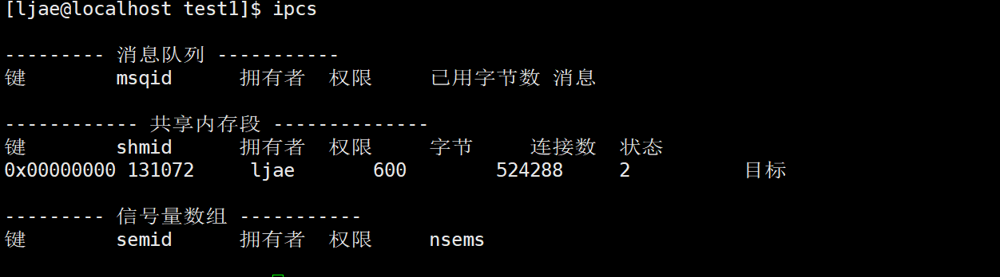 [ljae@localhost test1]$ ipcs
--------- 消息队列 -----------
键        msqid      拥有者  权限     已用字节数 消息
------------ 共享内存段 --------------
键        shmid      拥有者  权限     字节     连接数  状态
0x00000000 131072     ljae       600        524288     2          目标
--------- 信号量数组 -----------
键        semid      拥有者  权限     nsems